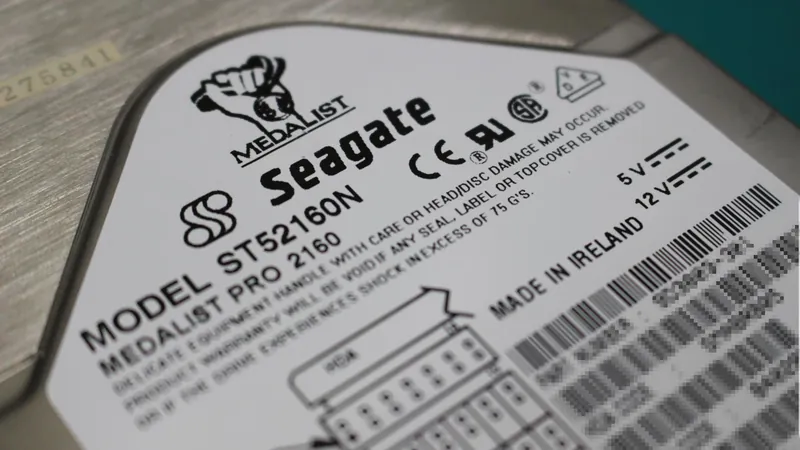 275841
MEDALIST
Seagate
MODEL ST52160N
MEDALIST PRO 2160
DELICATE EQUIPMENT HANDLE WITH CARE OR HEAD/DISC DAMAGE MAY OCCUR.
PRODUCT WARRANTY WILL BE VOID IF ANY SEAL, LABEL OR TOP COVER IS REMOVED
OR IF THE DRIVE EXPERIENCES SHOCK IN EXCESS OF 75 G'S.
5 V
12 V
MADE IN IRELAND